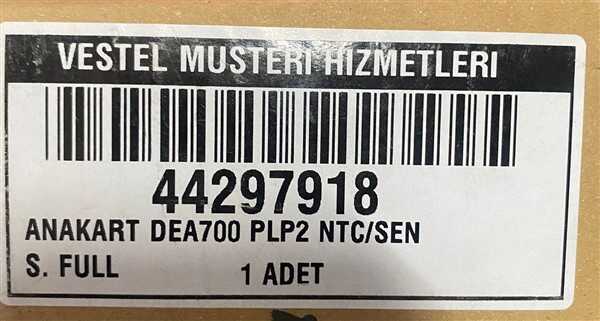 VESTEL MUSTERI HIZMETLERI
44297918
ANAKART DEA700 PLP2 NTC/SEN
S. FULL 1 ADET